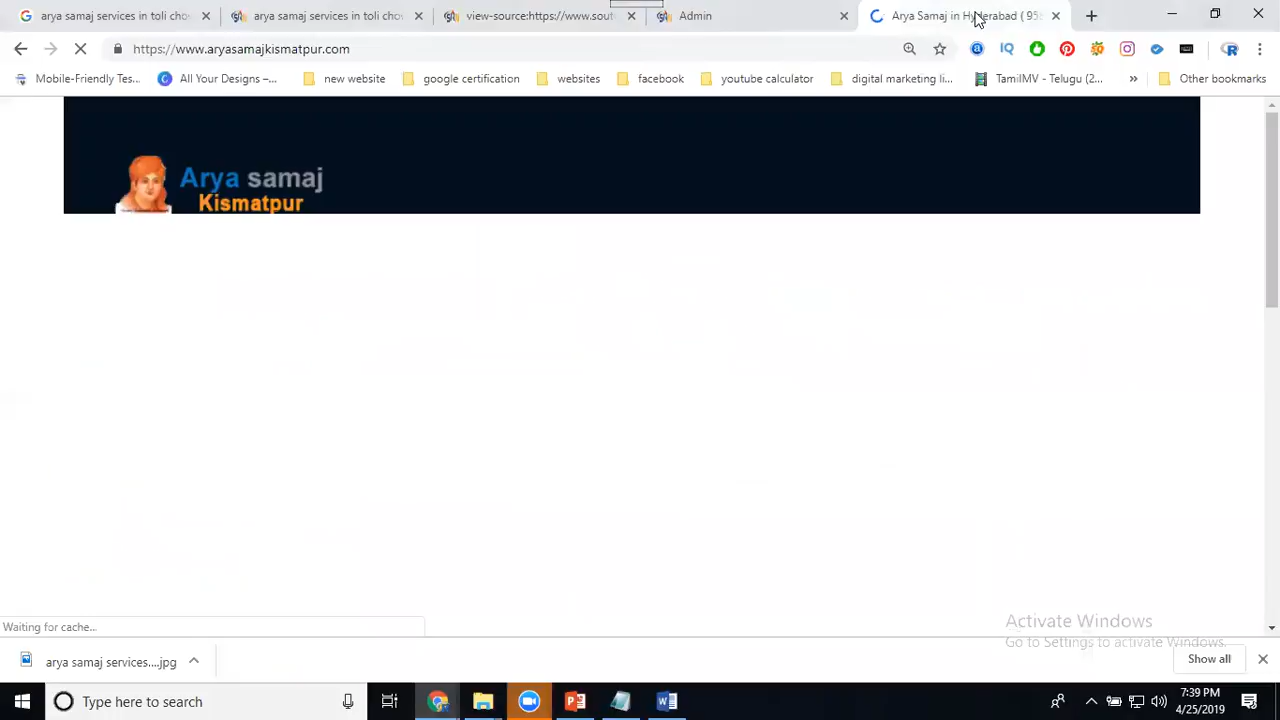 arya samaj services in toli cho
arya samaj services in toli cho
view-source:https://www.sout
Admin
Arya Samaj in Hyderabad ( 95
https://www.aryasamajkismatpur.com
Mobile-Friendly Tes...
All Your Designs –...
new website
google certification
websites
facebook
youtube calculator
digital marketing li...
TamilMV - Telugu (2...
»
Other bookmarks
Arya samaj
Kismatpur
Waiting for cache...
Activate Windows
Go to Settings to activate Windows.
arya samaj services....jpg
Show all
Type here to search
7:39 PM
4/25/2019